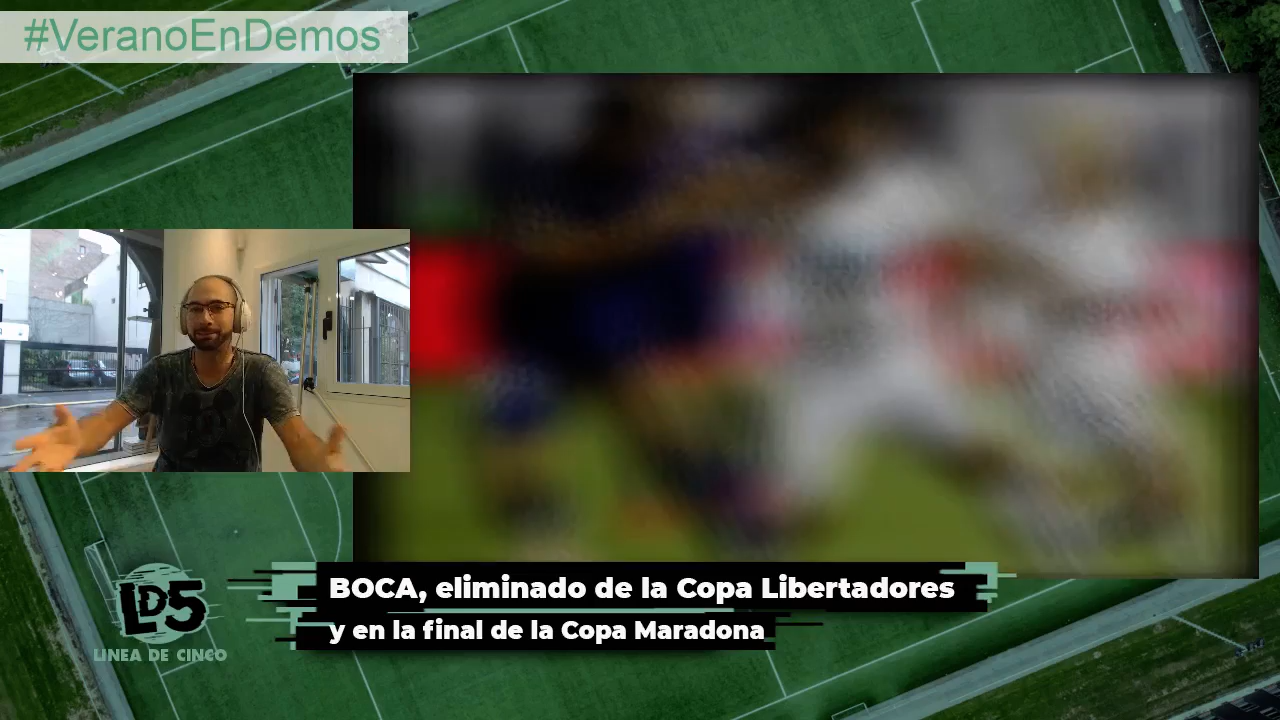 #VeranoEnDemos
BOCA, eliminado de la Copa Libertadores
y en la final de la Copa Maradona
LD5
LINEA DE CINCO